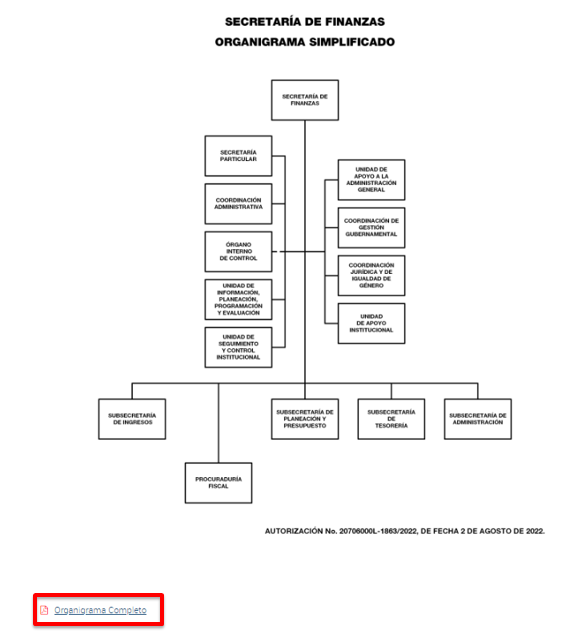 SECRETARÍA DE FINANZAS
ORGANIGRAMA SIMPLIFICADO
SECRETARÍA DE
FINANZAS
SECRETARÍA
PARTICULAR
COORDINACIÓN
ADMINISTRATIVA
ÓRGANO
INTERNO
DE CONTROL
UNIDAD DE
INFORMACIÓN,
PLANEACIÓN,
PROGRAMACIÓN
Y EVALUACIÓN
UNIDAD DE
SEGUIMIENTO
Y CONTROL
INSTITUCIONAL
UNIDAD DE
APOYO A LA
ADMINISTRACIÓN
GENERAL
COORDINACIÓN DE
GESTIÓN
GUBERNAMENTAL
COORDINACIÓN
JURÍDICA Y DE
IGUALDAD DE
GÉNERO
UNIDAD
DE APOYO
INSTITUCIONAL
SUBSECRETARÍA
DE INGRESOS
SUBSECRETARÍA DE
PLANEACIÓN Y
PRESUPUESTO
SUBSECRETARÍA
DE
TESORERÍA
SUBSECRETARÍA DE
ADMINISTRACIÓN
PROCURADURÍA
FISCAL
AUTORIZACIÓN No. 20706000L-1863/2022, DE FECHA 2 DE AGOSTO DE 2022.
Organigrama Completo